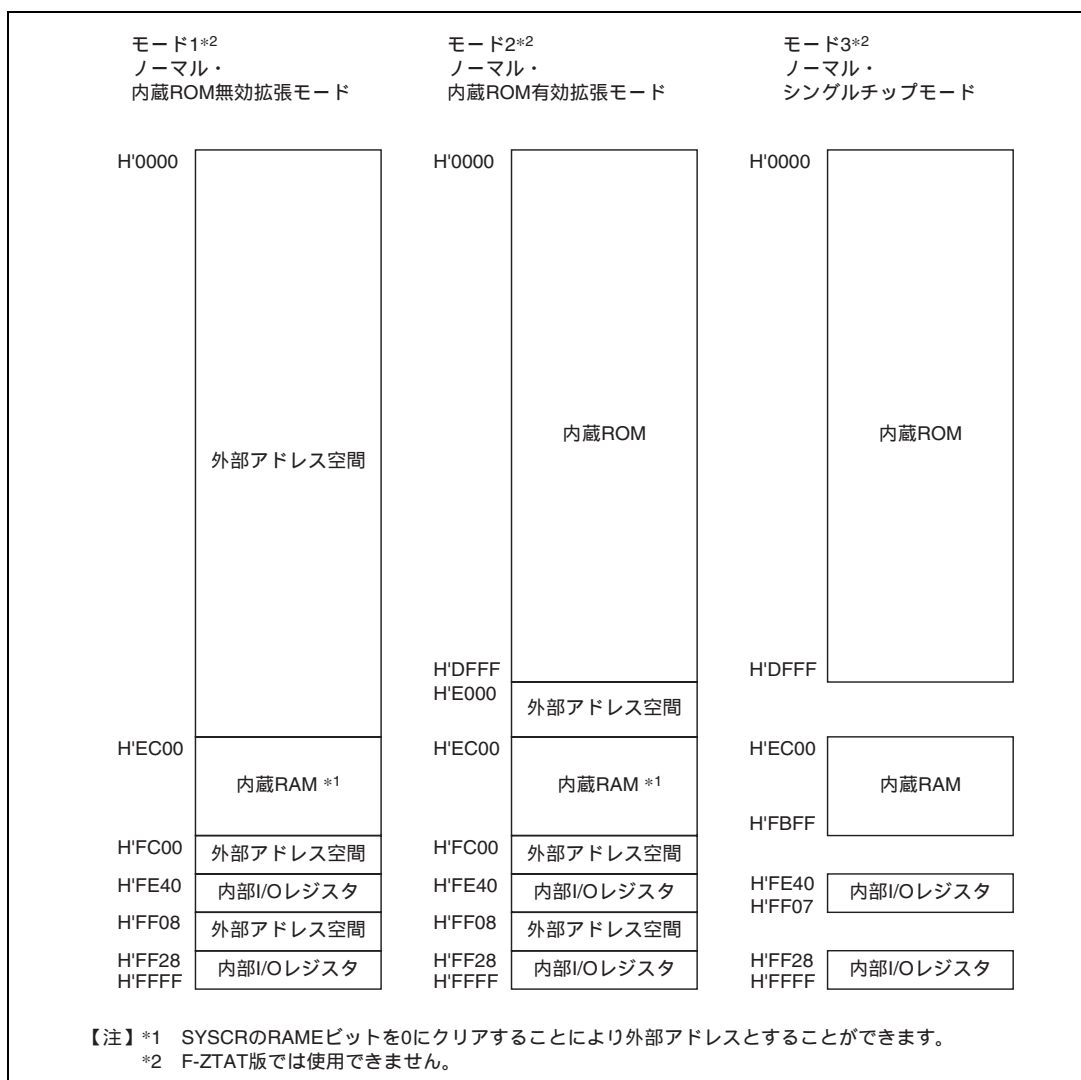 モード1*2
ノーマル・
内蔵ROM無効拡張モード
H'0000
外部アドレス空間
H'EC00
内蔵RAM *1
H'FC00
外部アドレス空間
H'FE40
内部I/Oレジスタ
H'FF08
外部アドレス空間
H'FF28
内部I/Oレジスタ
H'FFFF
モード2*2
ノーマル・
内蔵ROM有効拡張モード
H'0000
内蔵ROM
H'DFFF
H'E000
外部アドレス空間
H'EC00
内蔵RAM *1
H'FC00
外部アドレス空間
H'FE40
内部I/Oレジスタ
H'FF08
外部アドレス空間
H'FF28
内部I/Oレジスタ
H'FFFF
モード3*2
ノーマル・
シングルチップモード
H'0000
内蔵ROM
H'DFFF
H'EC00
内蔵RAM
H'FBFF
H'FE40
内部I/Oレジスタ
H'FF07
H'FF28
内部I/Oレジスタ
H'FFFF
【注】*1 SYSCRのRAMEビットを0にクリアすることにより外部アドレスとすることができます。
*2 F-ZTAT版では使用できません。